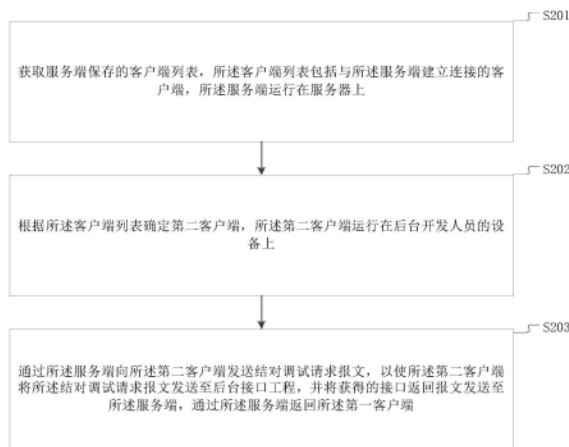 S201
获取服务端保存的客户端列表，所述客户端列表包括与所述服务端建立连接的客
户端，所述服务端运行在服务器上
S202
根据所述客户端列表确定第二客户端，所述第二客户端运行在后台开发人员的设
备上
S203
通过所述服务端向所述第二客户端发送结对调试请求报文，以使所述第二客户端
将所述结对调试请求报文发送至后台接口工程，并将获得的接口返回报文发送至
所述服务端，通过所述服务端返回所述第一客户端